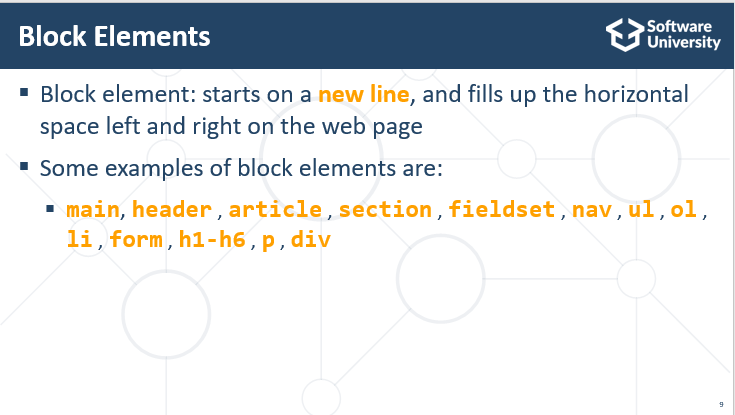 Block Elements
Software
University
▪ Block element: starts on a new line, and fills up the horizontal
space left and right on the web page
▪ Some examples of block elements are:
▪ main, header , article , section , fieldset , nav , ul , ol ,
li , form , h1-h6 , p , div
9